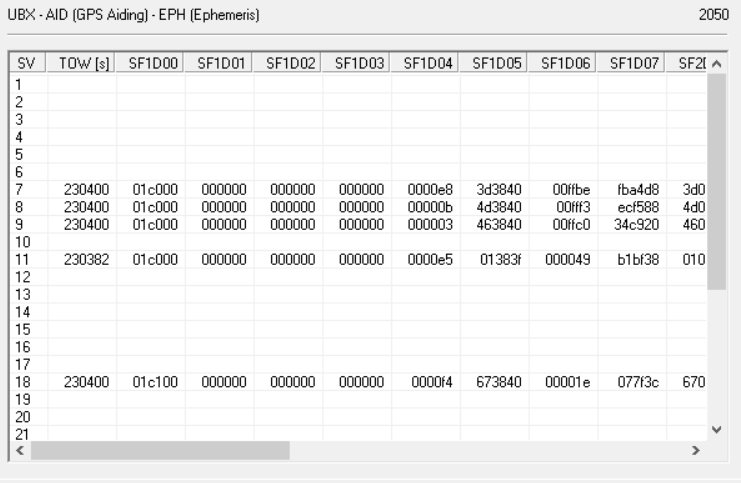 UBX - AID (GPS Aiding) - EPH (Ephemeris) 2050
SV TOW [s] SF1D00 SF1D01 SF1D02 SF1D03 SF1D04 SF1D05 SF1D06 SF1D07 SF2D
1
2
3
4
5
6
7 230400 01c000 000000 000000 000000 0000e8 3d3840 00ffbe fba4d8 3d0
8 230400 01c000 000000 000000 000000 00000b 4d3840 00fff3 ecf588 4d0
9 230400 01c000 000000 000000 000000 000003 463840 00ffc0 34c920 460
10
11 230382 01c000 000000 000000 000000 0000e5 01383f 000049 b1bf38 010
12
13
14
15
16
17
18 230400 01c100 000000 000000 000000 0000f4 673840 00001e 077f3c 670
19
20
21